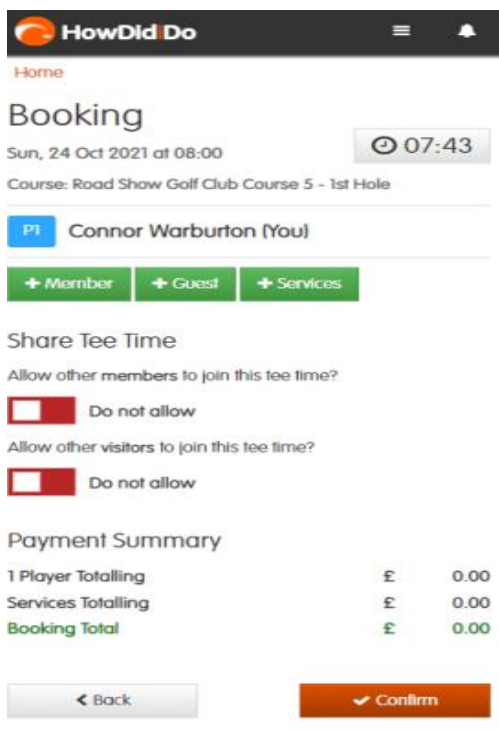 HowDidiDo
Home
Booking
Sun, 24 Oct 2021 at 08:00
07:43
Course: Road Show Golf Club Course 5 - 1st Hole
P1 Connor Warburton (You)
+ Member + Guest + Services
Share Tee Time
Allow other members to join this tee time?
Do not allow
Allow other visitors to join this tee time?
Do not allow
Payment Summary
1 Player Totalling £ 0.00
Services Totalling £ 0.00
Booking Total £ 0.00
Back Confirm